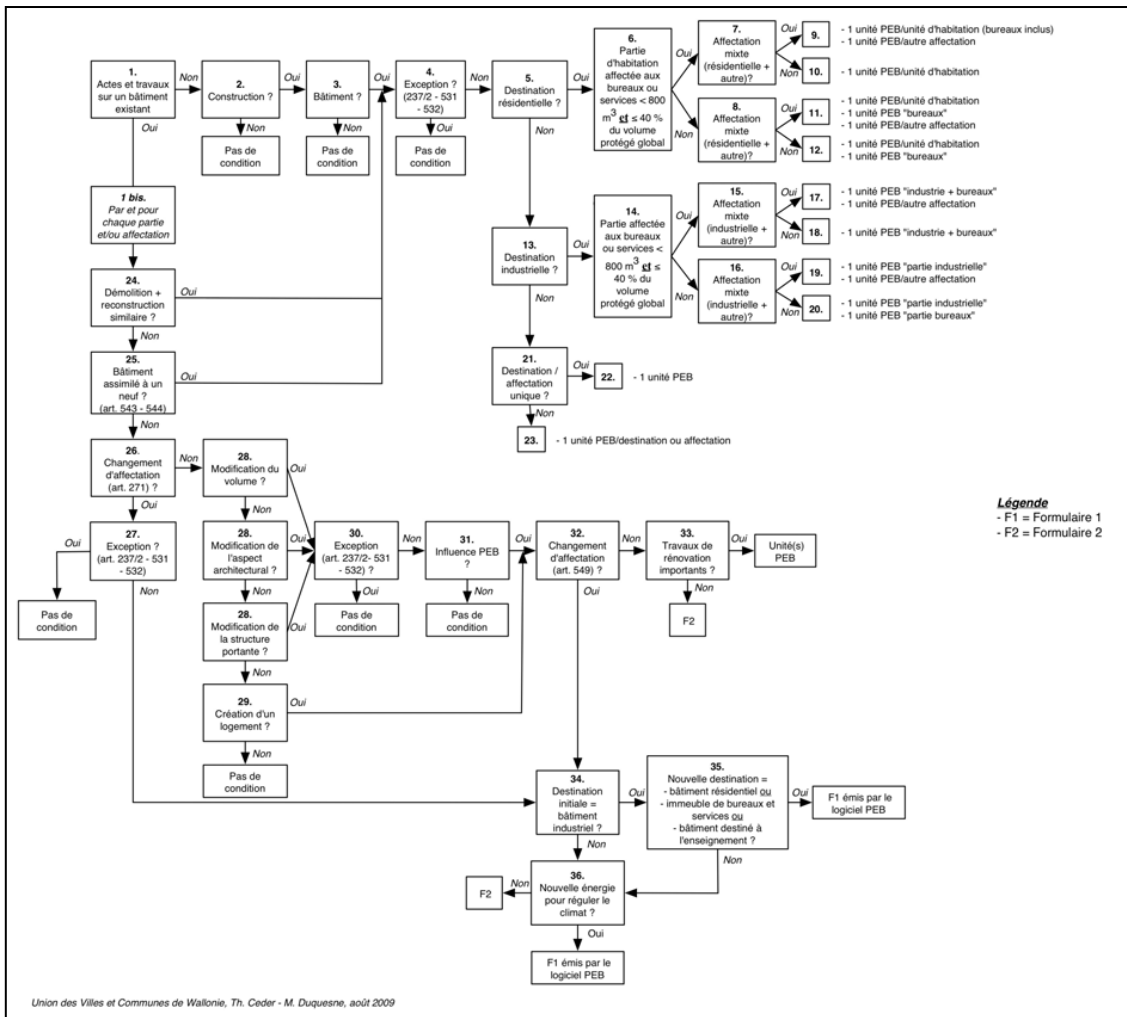 1.
Actes et travaux
sur un bâtiment
existant
Non
Oui
2.
Construction ?
Oui
Non
Pas de
condition
3.
Bâtiment ?
Oui
Non
Pas de
condition
4.
Exception ?
(237/2 - 531
- 532)
Non
Oui
Pas de
condition
5.
Destination
résidentielle ?
Oui
Non
6.
Partie
d'habitation
affectée aux
bureaux ou
services < 800
m3 et ≤ 40 %
du volume
protégé global
Oui
Non
7.
Affectation
mixte
(résidentielle +
autre)?
Oui
Non
9.
- 1 unité PEB/unité d'habitation (bureaux inclus)
- 1 unité PEB/autre affectation
10.
- 1 unité PEB/unité d'habitation
8.
Affectation
mixte
(résidentielle +
autre)?
Oui
Non
11.
- 1 unité PEB/unité d'habitation
- 1 unité PEB "bureaux"
- 1 unité PEB/autre affectation
12.
- 1 unité PEB/unité d'habitation
- 1 unité PEB "bureaux"
1 bis.
Par et pour
chaque partie
et/ou affectation
13.
Destination
industrielle ?
Oui
Non
14.
Partie affectée
aux bureaux
ou services <
800 m3 et ≤
40 % du
volume
protégé global
Oui
Non
15.
Affectation
mixte
(industrielle +
autre)?
Oui
Non
17.
- 1 unité PEB "industrie + bureaux"
- 1 unité PEB/autre affectation
18.
- 1 unité PEB "industrie + bureaux"
16.
Affectation
mixte
(industrielle +
autre)?
Oui
Non
19.
- 1 unité PEB "partie industrielle"
- 1 unité PEB/autre affectation
20.
- 1 unité PEB "partie industrielle"
- 1 unité PEB "partie bureaux"
24.
Démolition +
reconstruction
similaire ?
Oui
Non
21.
Destination /
affectation
unique ?
Oui
Non
22.
- 1 unité PEB
23.
- 1 unité PEB/destination ou affectation
25.
Bâtiment
assimilé à un
neuf ?
(art. 543 - 544)
Oui
Non
26.
Changement
d'affectation
(art. 271) ?
Non
Oui
27.
Exception ?
(art. 237/2 - 531
- 532)
Oui
Non
Pas de
condition
28.
Modification du
volume ?
Oui
Non
28.
Modification de
l'aspect
architectural ?
Oui
Non
28.
Modification de
la structure
portante ?
Oui
Non
29.
Création d'un
logement ?
Oui
Non
Pas de
condition
30.
Exception
(art. 237/2- 531
- 532) ?
Non
Oui
Pas de
condition
31.
Influence PEB
?
Oui
Non
Pas de
condition
32.
Changement
d'affectation
(art. 549) ?
Non
Oui
33.
Travaux de
rénovation
importants ?
Oui
Non
Unité(s)
PEB
F2
Légende
- F1 = Formulaire 1
- F2 = Formulaire 2
34.
Destination
initiale =
bâtiment
industriel ?
Oui
Non
35.
Nouvelle destination =
- bâtiment résidentiel ou
- immeuble de bureaux et
services ou
- bâtiment destiné à
l'enseignement ?
Oui
Non
F1 émis par le
logiciel PEB
36.
Nouvelle énergie
pour réguler le
climat ?
Non
Oui
F2
F1 émis par le
logiciel PEB
Union des Villes et Communes de Wallonie, Th. Ceder - M. Duquesne, août 2009